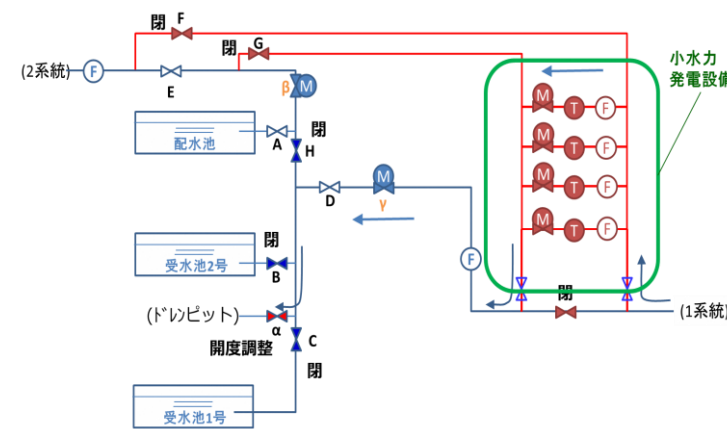 閉 F
閉 G
(2系統) F
E
β M
小水力
発電設備
M T F
M T F
M T F
M T F
配水池
A
閉
H
D
M
γ
閉
受水池2号
B
F
閉
(1系統)
(ドレンピット)
α
開度調整
C
閉
受水池1号